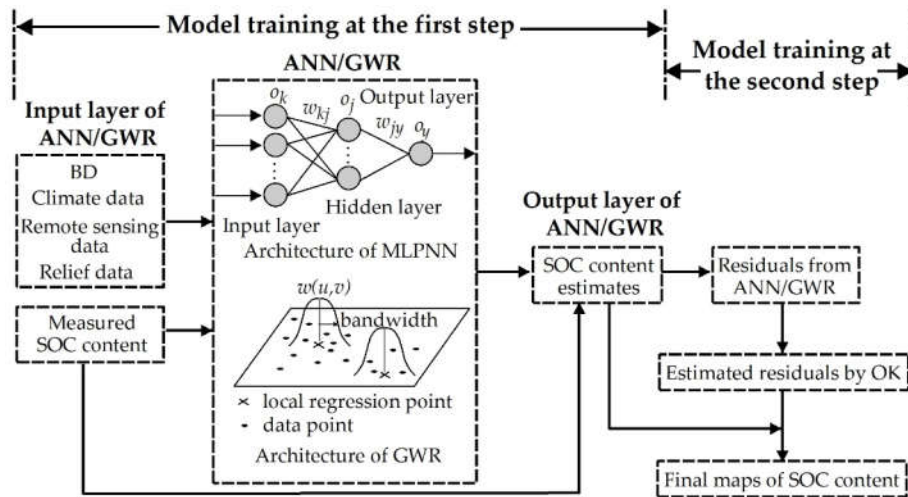 Model training at the first step
Model training at
the second step
ANN/GWR
Input layer of
ANN/GWR
BD
Climate data
Remote sensing
data
Relief data
Measured
SOC content
o_k
w_kj
o_j
Output layer
w_jy
o_y
Input layer
Hidden layer
Architecture of MLPNN
w(u,v)
bandwidth
× local regression point
• data point
Architecture of GWR
Output layer of
ANN/GWR
SOC content
estimates
Residuals from
ANN/GWR
Estimated residuals by OK
Final maps of SOC content